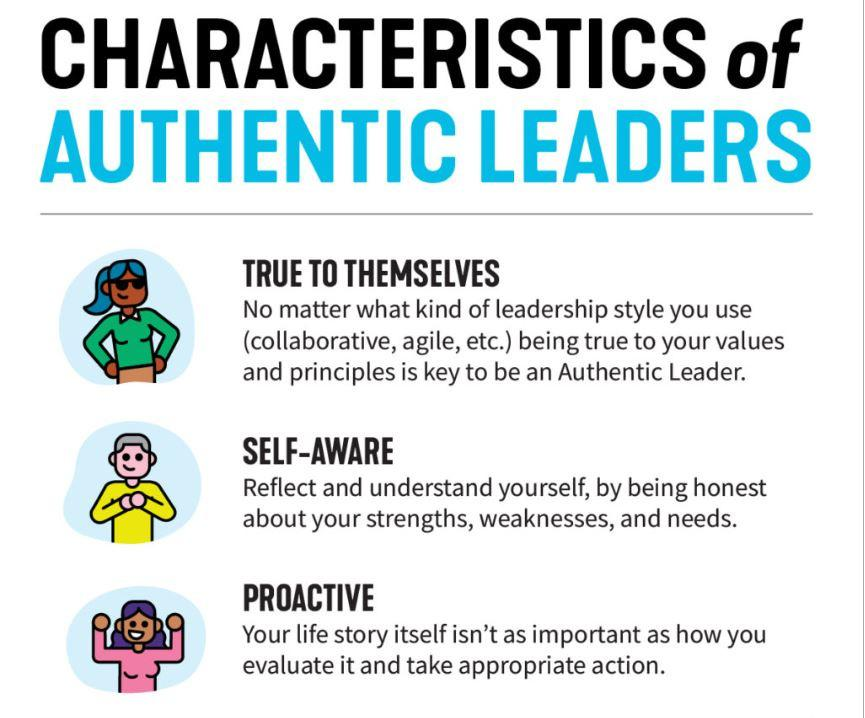 CHARACTERISTICS of
AUTHENTIC LEADERS
TRUE TO THEMSELVES
No matter what kind of leadership style you use
(collaborative, agile, etc.) being true to your values
and principles is key to be an Authentic Leader.
SELF-AWARE
Reflect and understand yourself, by being honest
about your strengths, weaknesses, and needs.
PROACTIVE
Your life story itself isn’t as important as how you
evaluate it and take appropriate action.